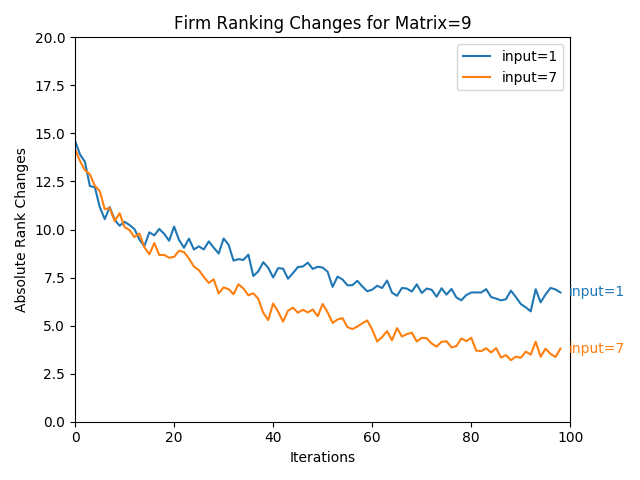 Firm Ranking Changes for Matrix=9
20.0
17.5
15.0
12.5
10.0
7.5
5.0
2.5
0.0
Absolute Rank Changes
input=1
input=7
input=1
input=7
0 20 40 60 80 100
Iterations